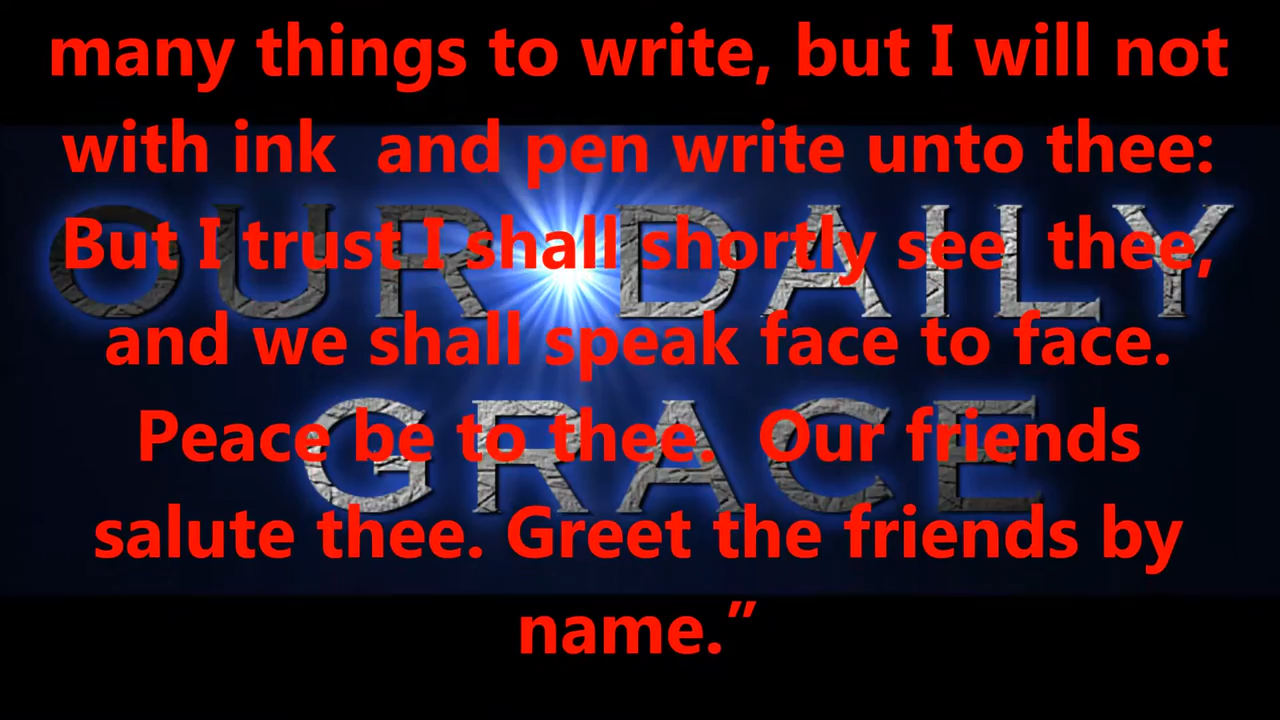 many things to write, but I will not
with ink and pen write unto thee:
But I trust I shall shortly see thee,
and we shall speak face to face.
Peace be to thee. Our friends
salute thee. Greet the friends by
name.”
OUR DAILY
GRACE